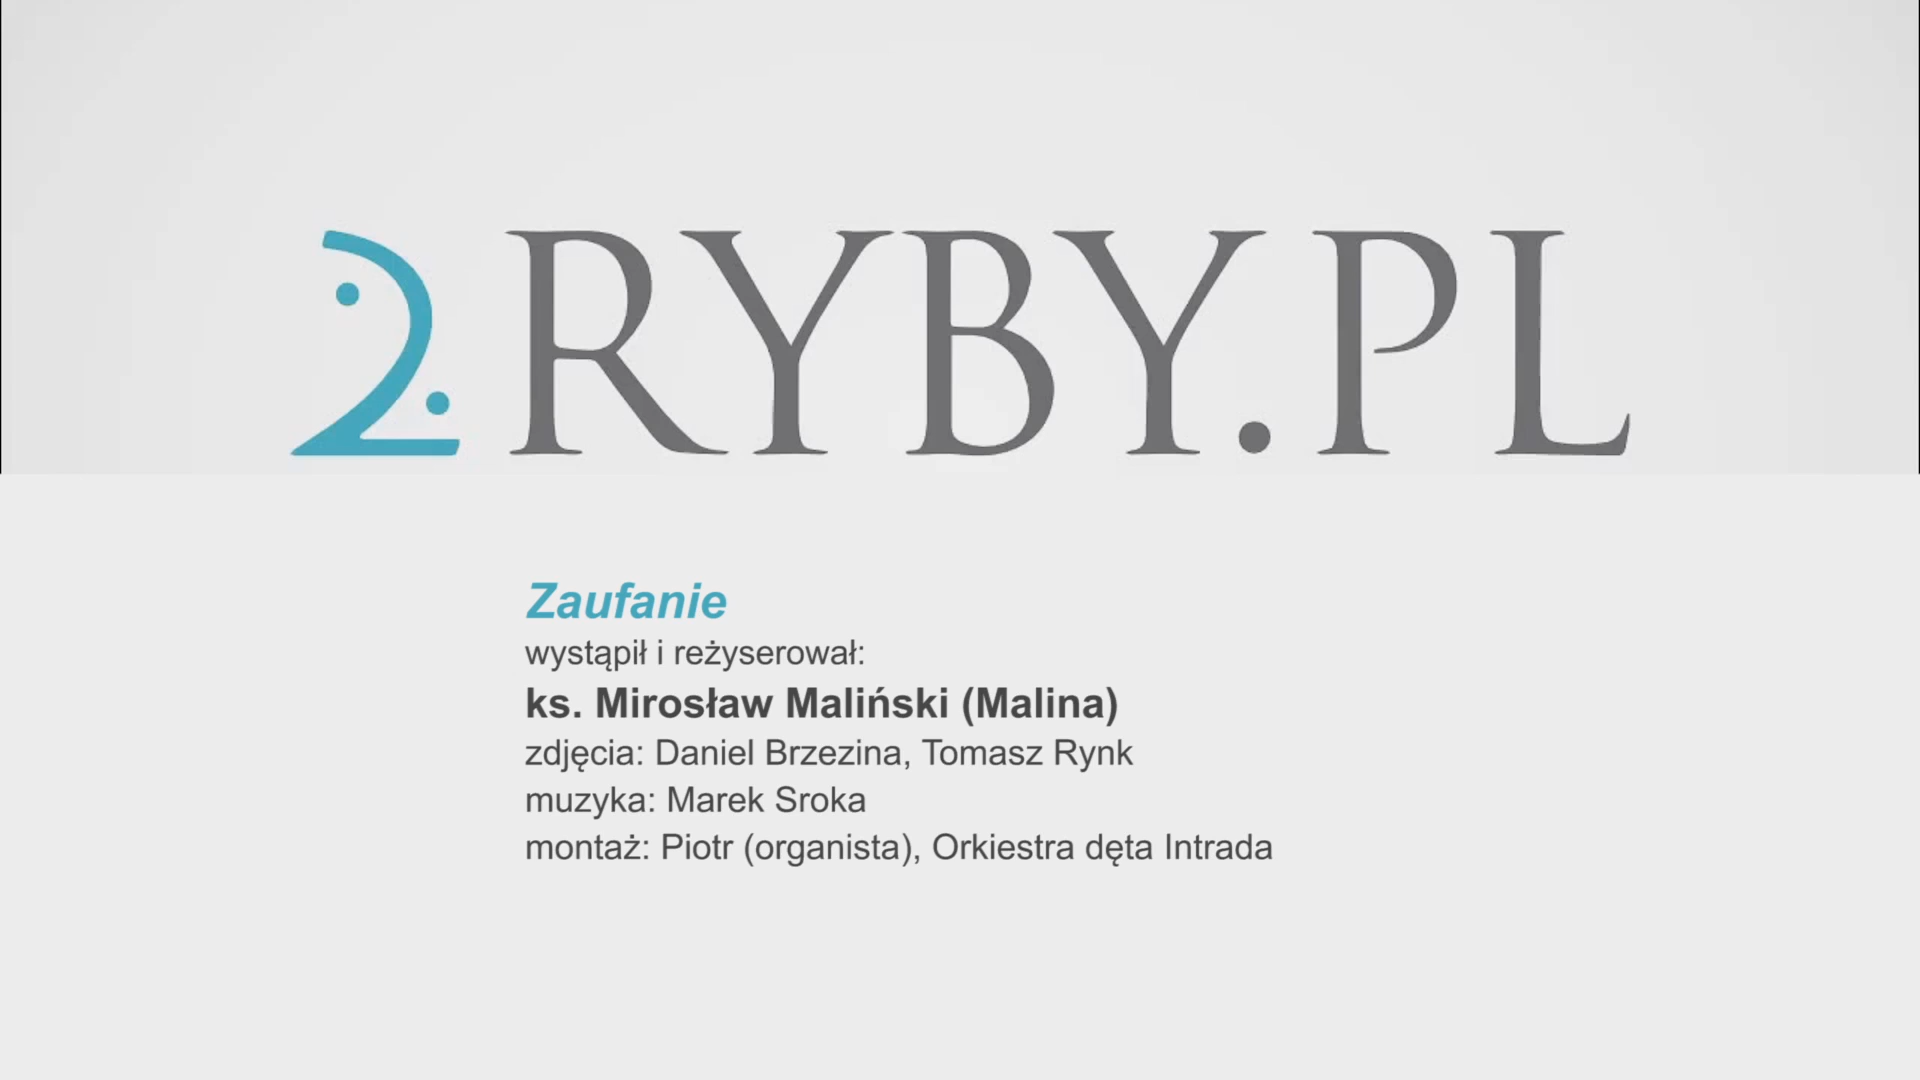 2RYBY.PL
Zaufanie
wystąpił i reżyserował:
ks. Mirosław Maliński (Malina)
zdjęcia: Daniel Brzezina, Tomasz Rynk
muzyka: Marek Sroka
montaż: Piotr (organista), Orkiestra dęta Intrada